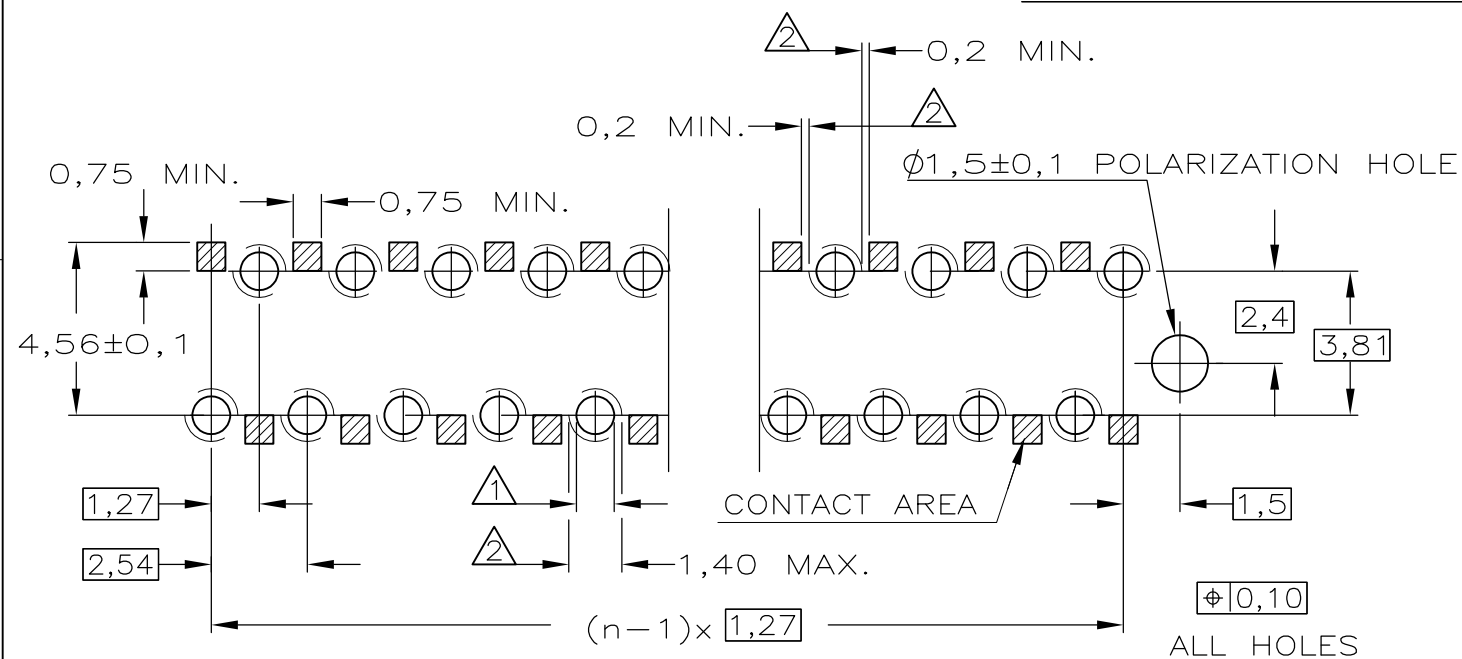 2
0,2 MIN.
0,2 MIN.
2
Ø1,5±0,1 POLARIZATION HOLE
0,75 MIN.
0,75 MIN.
2,4
4,56±0,1
3,81
1,27
1
CONTACT AREA
1,5
2,54
2
1,40 MAX.
⌖ 0,10
(n-1)x 1,27
ALL HOLES